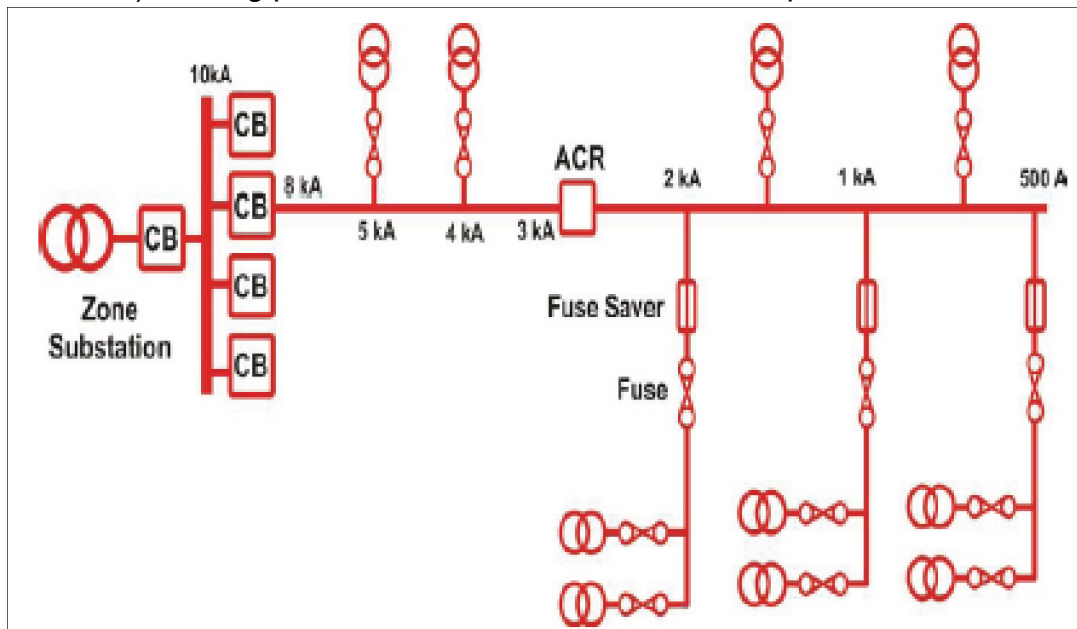 10kA
CB
CB
8 kA
CB
CB
CB
Zone
Substation
5 kA
4 kA
3 kA
ACR
2 kA
1 kA
500 A
Fuse Saver
Fuse